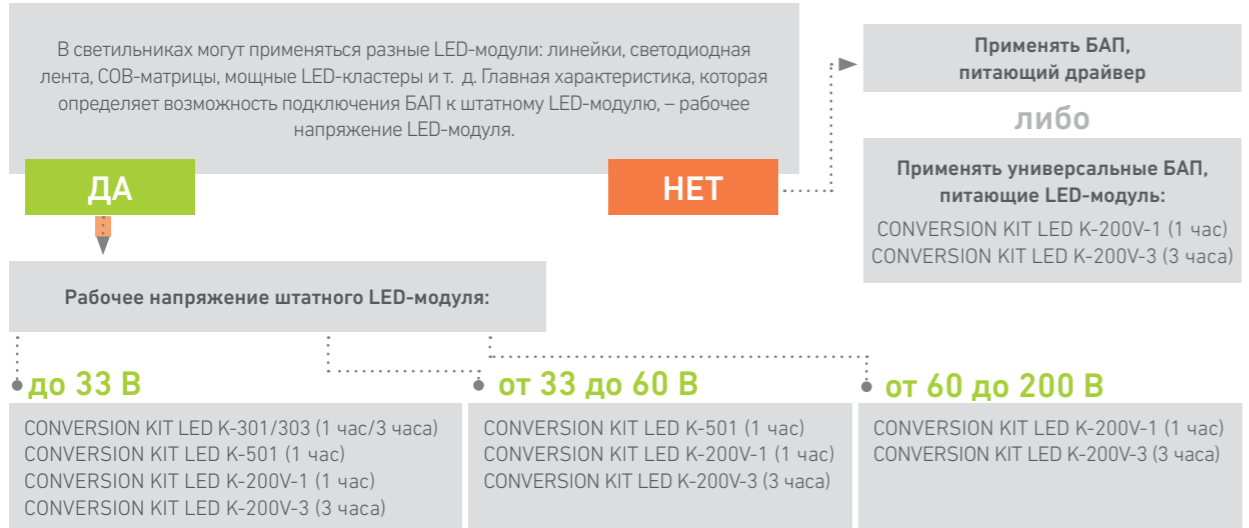 В светильниках могут применяться разные LED-модули: линейки, светодиодная
лента, COB-матрицы, мощные LED-кластеры и т. д. Главная характеристика, которая
определяет возможность подключения БАП к штатному LED-модулю, – рабочее
напряжение LED-модуля.
ДА
НЕТ
Применять БАП,
питающий драйвер
либо
Применять универсальные БАП,
питающие LED-модуль:
CONVERSION KIT LED K-200V-1 (1 час)
CONVERSION KIT LED K-200V-3 (3 часа)
Рабочее напряжение штатного LED-модуля:
до 33 В
CONVERSION KIT LED K-301/303 (1 час/3 часа)
CONVERSION KIT LED K-501 (1 час)
CONVERSION KIT LED K-200V-1 (1 час)
CONVERSION KIT LED K-200V-3 (3 часа)
от 33 до 60 В
CONVERSION KIT LED K-501 (1 час)
CONVERSION KIT LED K-200V-1 (1 час)
CONVERSION KIT LED K-200V-3 (3 часа)
от 60 до 200 В
CONVERSION KIT LED K-200V-1 (1 час)
CONVERSION KIT LED K-200V-3 (3 часа)